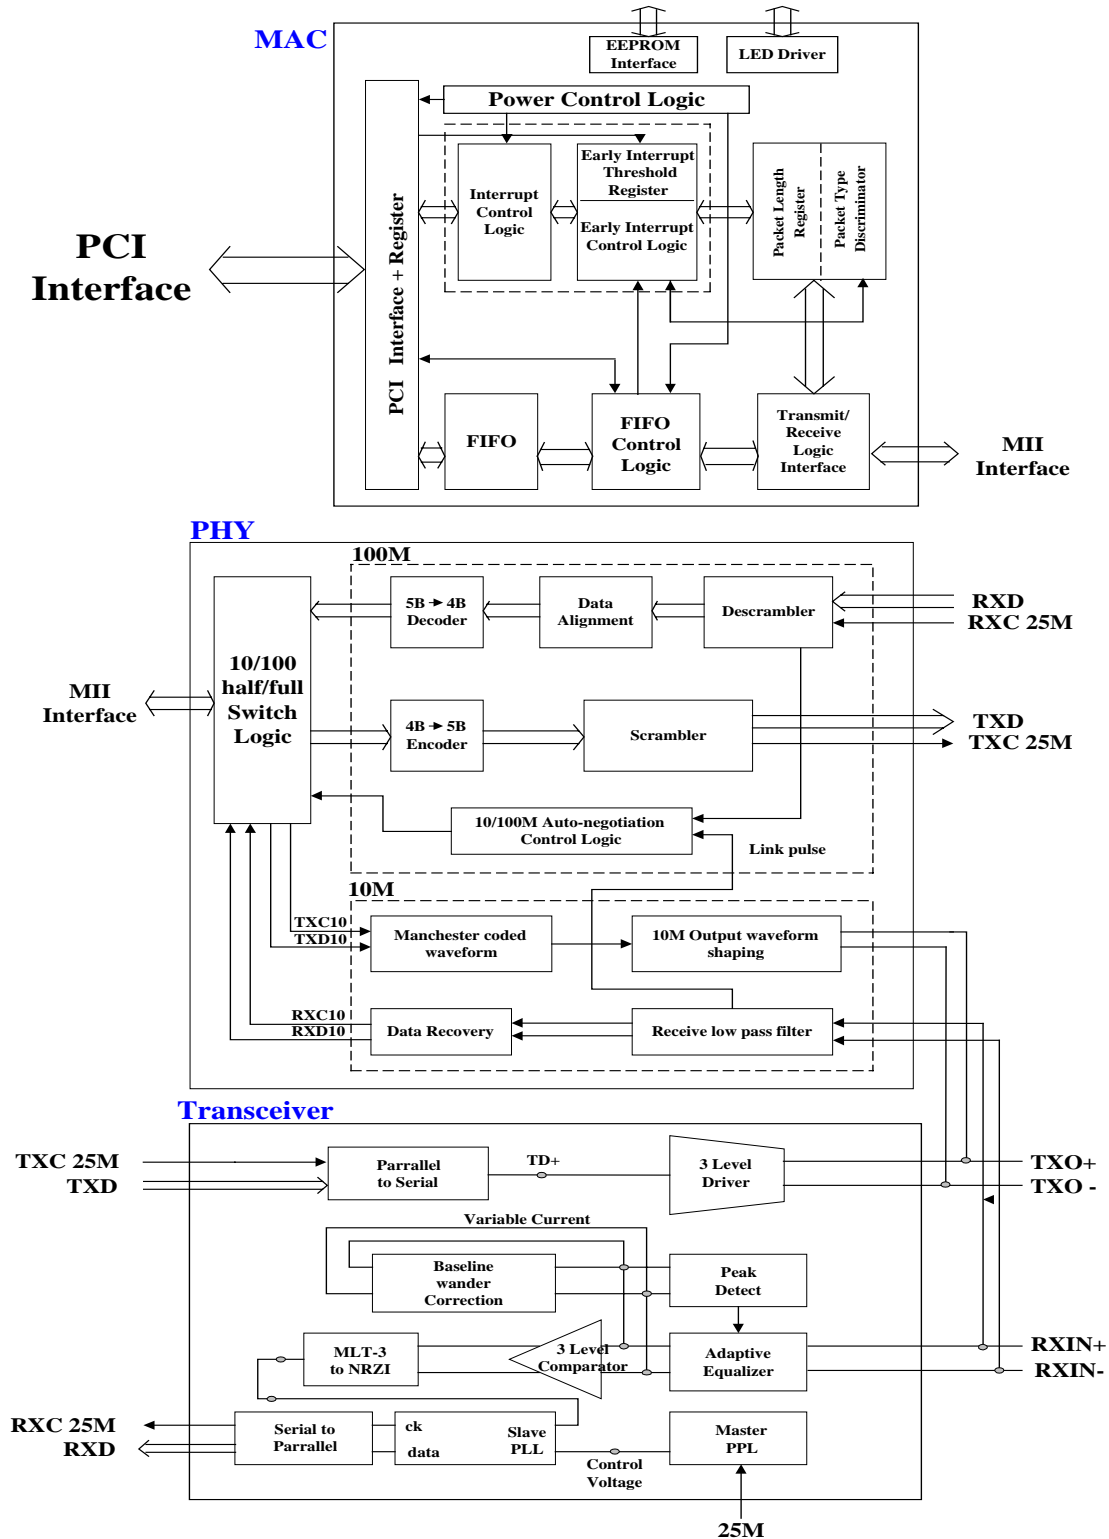 MAC
EEPROM
Interface
LED Driver
Power Control Logic
PCI Interface + Register
Interrupt
Control
Logic
Early Interrupt
Threshold
Register
Early Interrupt
Control Logic
Packet Length
Register
Packet Type
Discriminator
PCI
Interface
FIFO
FIFO
Control
Logic
Transmit/
Receive
Logic
Interface
MII
Interface
PHY
100M
10/100
half/full
Switch
Logic
5B 4B
Decoder
Data
Alignment
Descrambler
RXD
RXC 25M
MII
Interface
4B 5B
Encoder
Scrambler
TXD
TXC 25M
10/100M Auto-negotiation
Control Logic
Link pulse
10M
TXC10
TXD10
Manchester coded
waveform
10M Output waveform
shaping
RXC10
RXD10
Data Recovery
Receive low pass filter
Transceiver
TXC 25M
TXD
Parrallel
to Serial
TD+
3 Level
Driver
TXO+
TXO -
Variable Current
Baseline
wander
Correction
Peak
Detect
MLT-3
to NRZI
3 Level
Comparator
Adaptive
Equalizer
RXIN+
RXIN-
RXC 25M
RXD
Serial to
Parrallel
ck
data
Slave
PLL
Control
Voltage
Master
PPL
25M